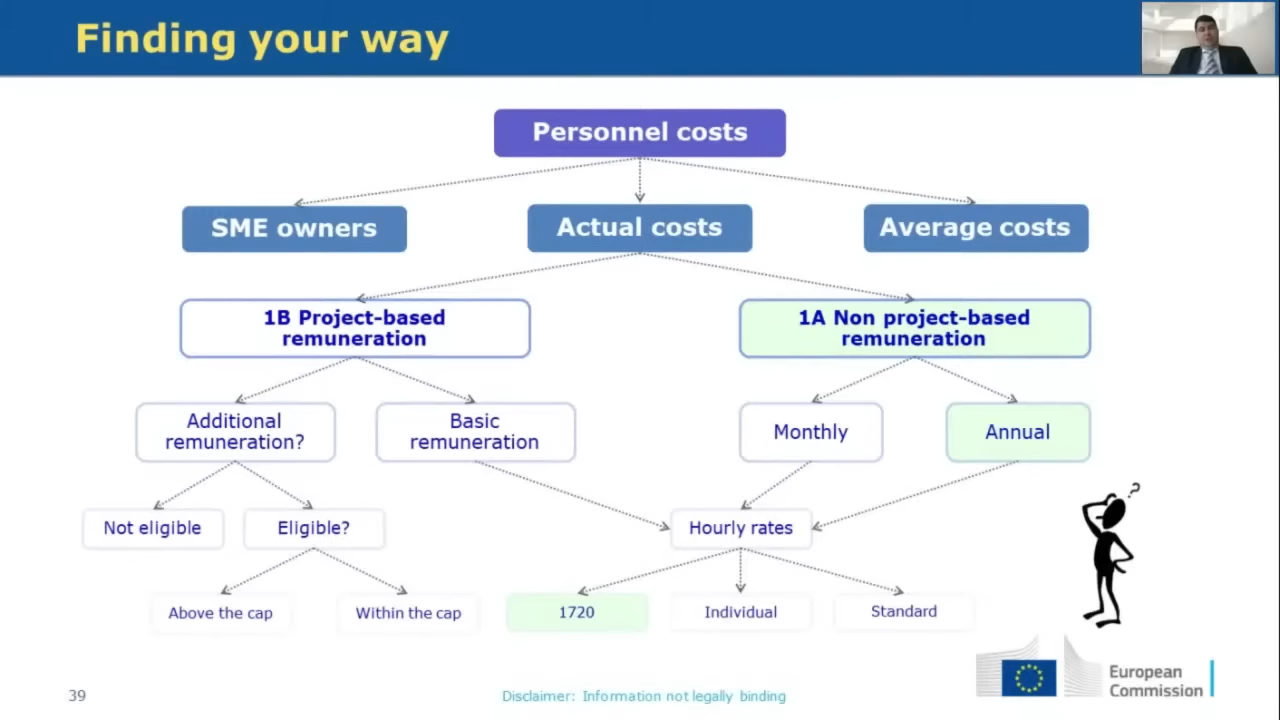 Finding your way
Personnel costs
SME owners
Actual costs
Average costs
1B Project-based
remuneration
1A Non project-based
remuneration
Additional
remuneration?
Basic
remuneration
Monthly
Annual
?
Not eligible
Eligible?
Hourly rates
Above the cap
Within the cap
1720
Individual
Standard
European
Commission
39
Disclaimer: Information not legally binding